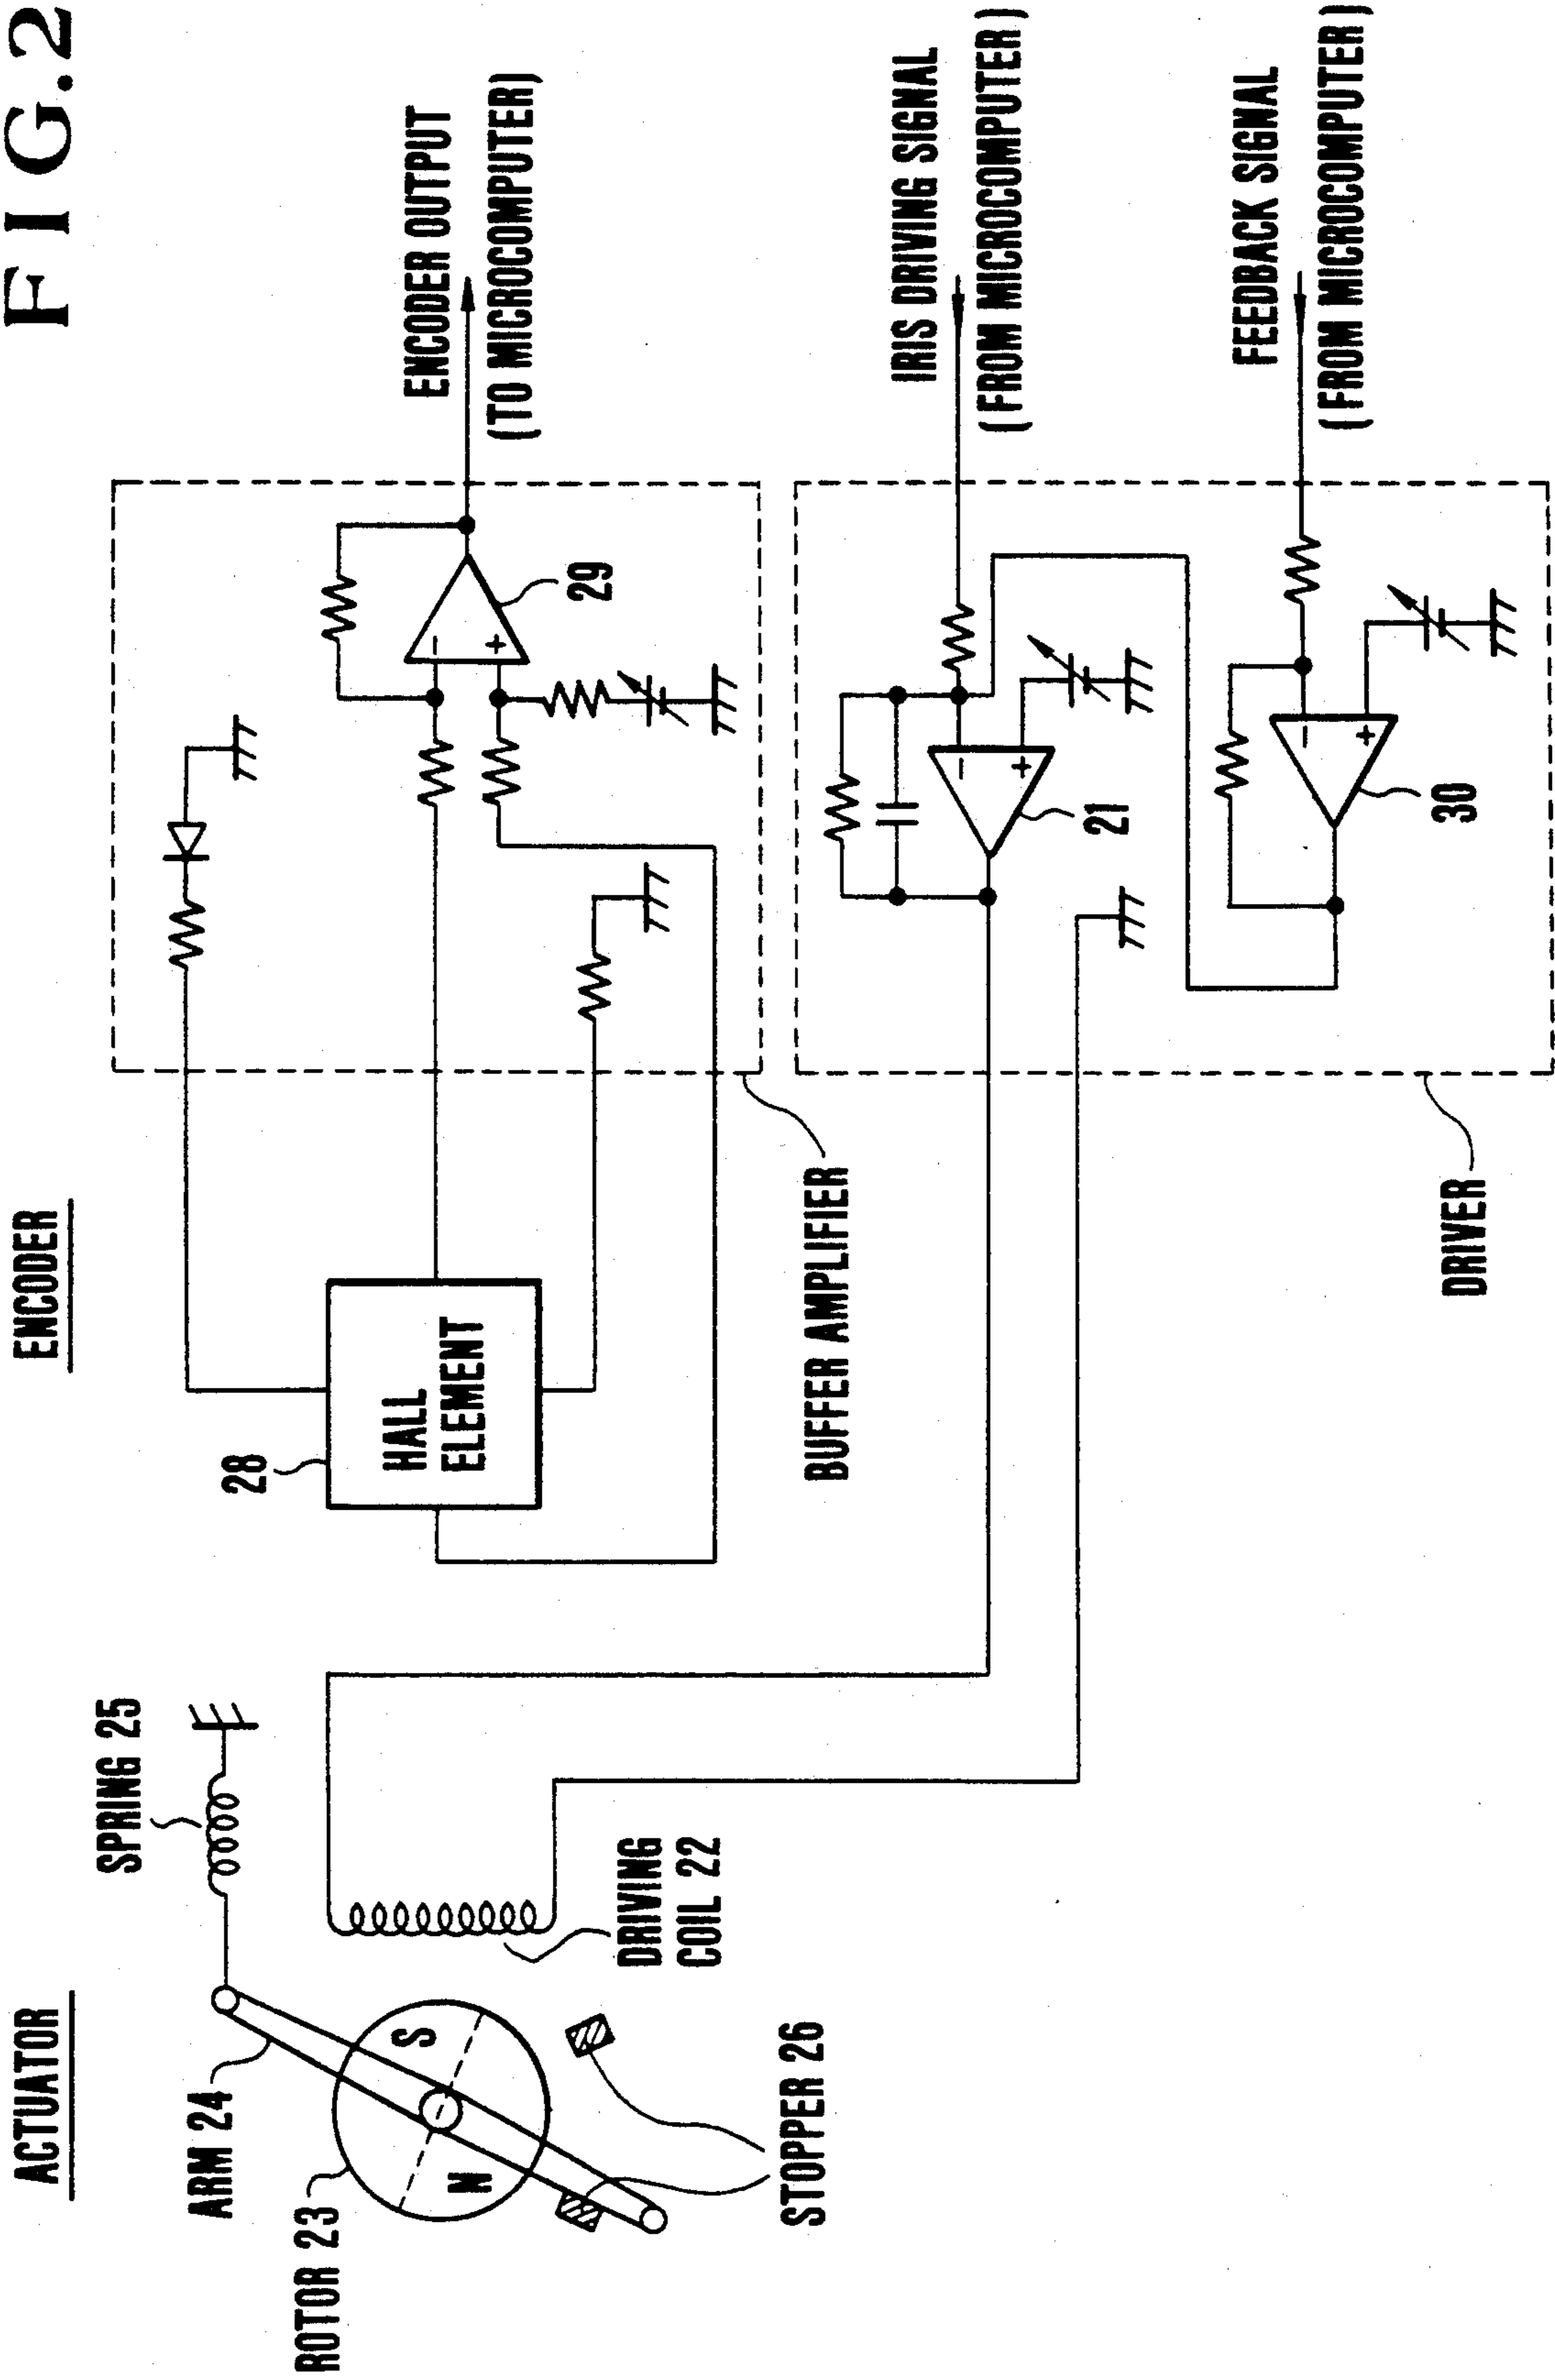 FIG.2
ACTUATOR
ENCODER
ROTOR 23
ARM 24
SPRING 25
S
N
STOPPER 26
DRIVING
COIL 22
28
HALL
ELEMENT
BUFFER AMPLIFIER
−
+
29
ENCODER OUTPUT
(TO MICROCOMPUTER)
−
+
21
IRIS DRIVING SIGNAL
(FROM MICROCOMPUTER)
−
+
30
FEEDBACK SIGNAL
(FROM MICROCOMPUTER)
DRIVER